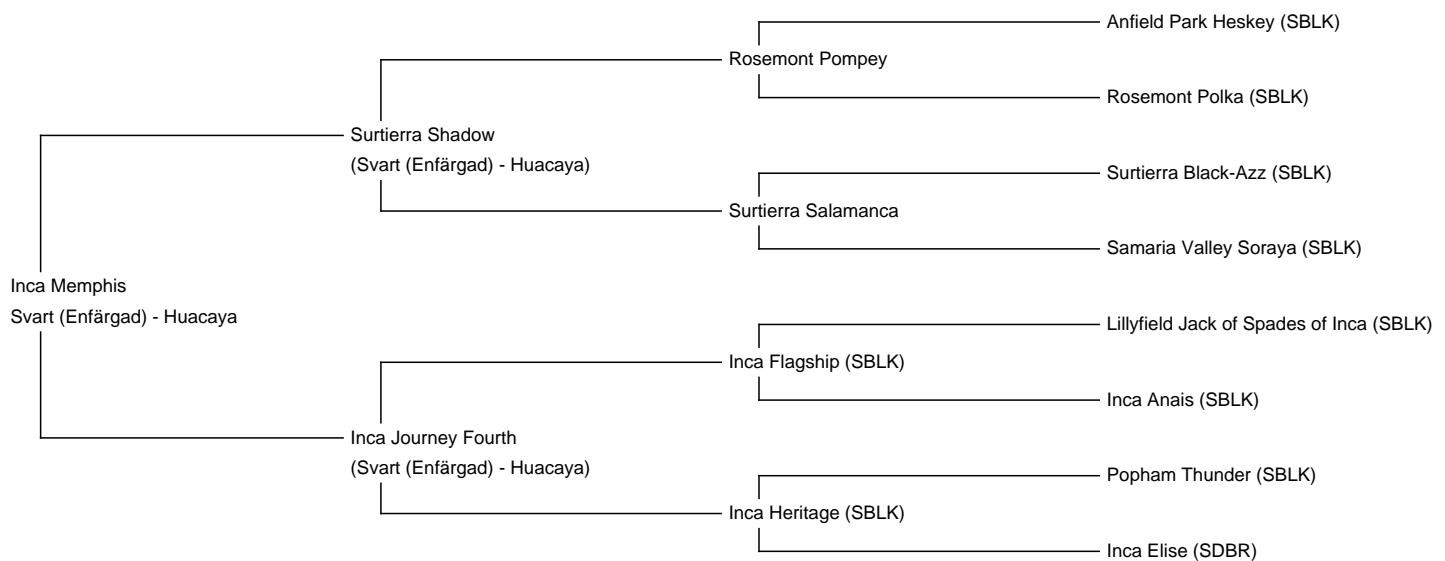 Anfield Park Heskey (SBLK)
Rosemont Pompey
Rosemont Polka (SBLK)
Surtierra Shadow
(Svart (Enfärgad) - Huacaya)
Surtierra Black-Azz (SBLK)
Surtierra Salamanca
Samaria Valley Soraya (SBLK)
Inca Memphis
Svart (Enfärgad) - Huacaya
Lillyfield Jack of Spades of Inca (SBLK)
Inca Flagship (SBLK)
Inca Anais (SBLK)
Inca Journey Fourth
(Svart (Enfärgad) - Huacaya)
Popham Thunder (SBLK)
Inca Heritage (SBLK)
Inca Elise (SDBR)